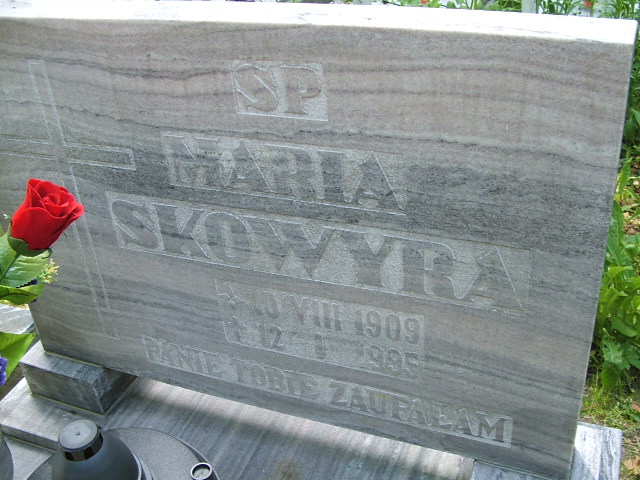 SP
MARIA
SKOWYRA
* 10 VIII 1909
† 12 I 1995
PANIE TOBIE ZAUFAŁAM